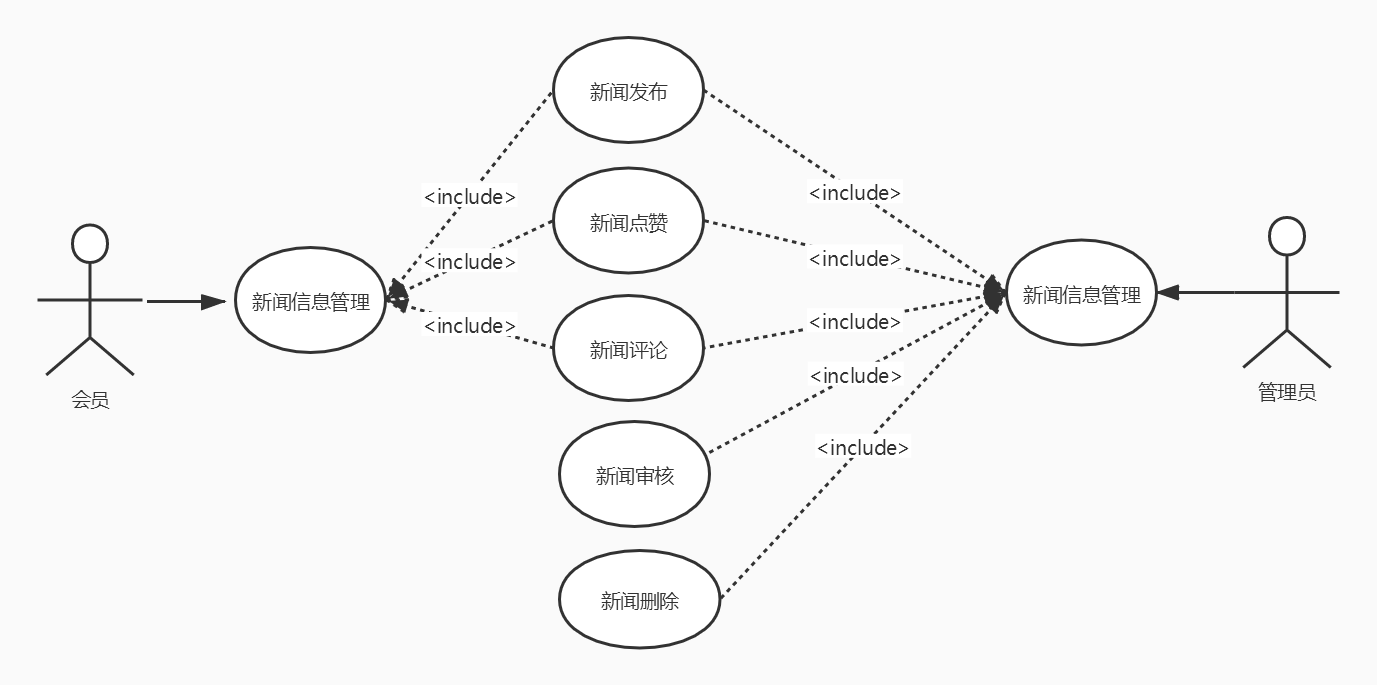 新闻发布
<include>
<include>
新闻点赞
<include>
<include>
新闻信息管理
新闻信息管理
<include>
<include>
新闻评论
<include>
会员
管理员
<include>
新闻审核
新闻删除